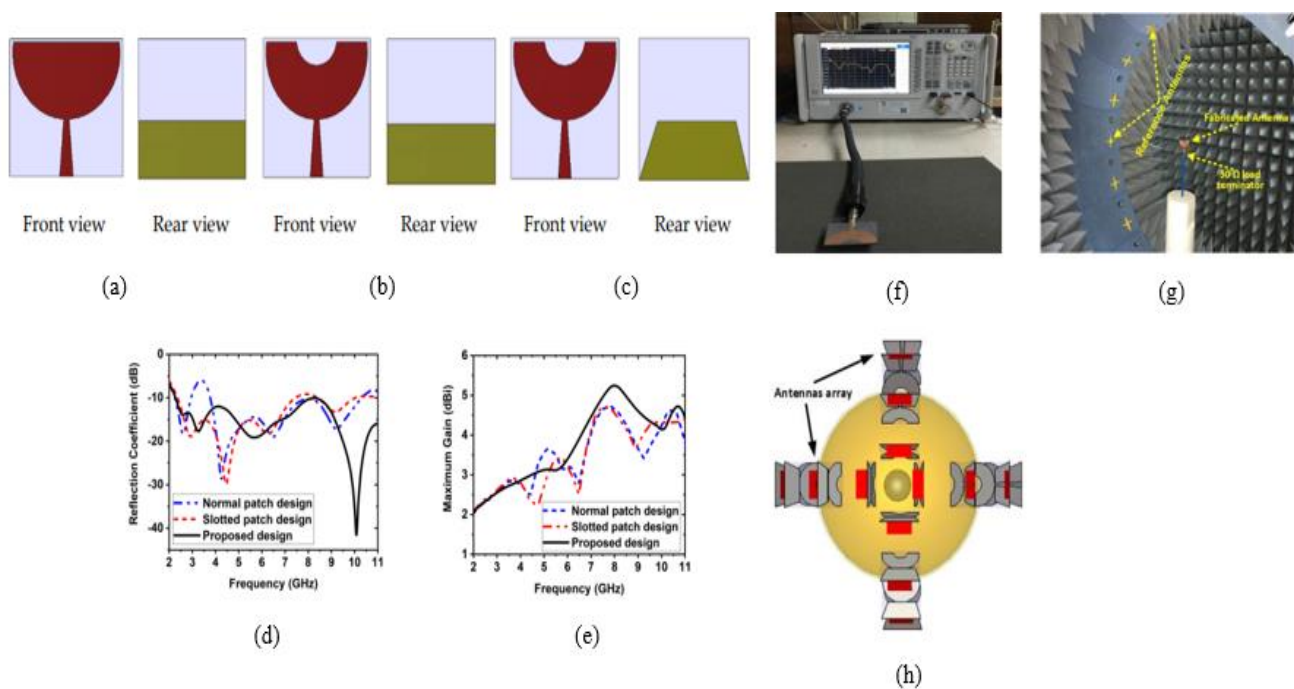 Front view
Rear view
Front view
Rear view
Front view
Rear view
(a)
(b)
(c)
Reference Antennas
Fabricated Antenna
50 Ω load
terminator
(f)
(g)
Reflection Coefficient (dB)
0
-10
-20
-30
-40
Normal patch design
Slotted patch design
Proposed design
2 3 4 5 6 7 8 9 10 11
Frequency (GHz)
(d)
Maximum Gain (dBi)
6
5
4
3
2
1
Normal patch design
Slotted patch design
Proposed design
2 3 4 5 6 7 8 9 10 11
Frequency (GHz)
(e)
Antennas array
(h)